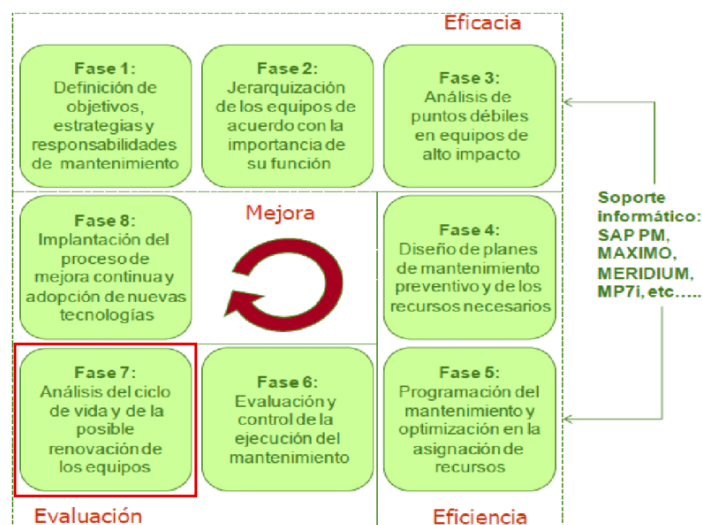 Eficacia
Fase 1:
Definición de
objetivos,
estrategias y
responsabilidades
de mantenimiento
Fase 2:
Jerarquización
de los equipos de
acuerdo con la
importancia de
su función
Fase 3:
Análisis de
puntos débiles
en equipos de
alto impacto
Fase 8:
Implantación del
proceso de
mejora continua y
adopción de nuevas
tecnologías
Mejora
Fase 4:
Diseño de planes
de mantenimiento
preventivo y de los
recursos necesarios
Soporte
informático:
SAP PM,
MAXIMO,
MERIDIUM,
MP7i, etc…..
Fase 7:
Análisis del ciclo
de vida y de la
posible
renovación de
los equipos
Fase 6:
Evaluación y
control de la
ejecución del
mantenimiento
Fase 5:
Programación del
mantenimiento y
optimización en la
asignación de
recursos
Evaluación
Eficiencia